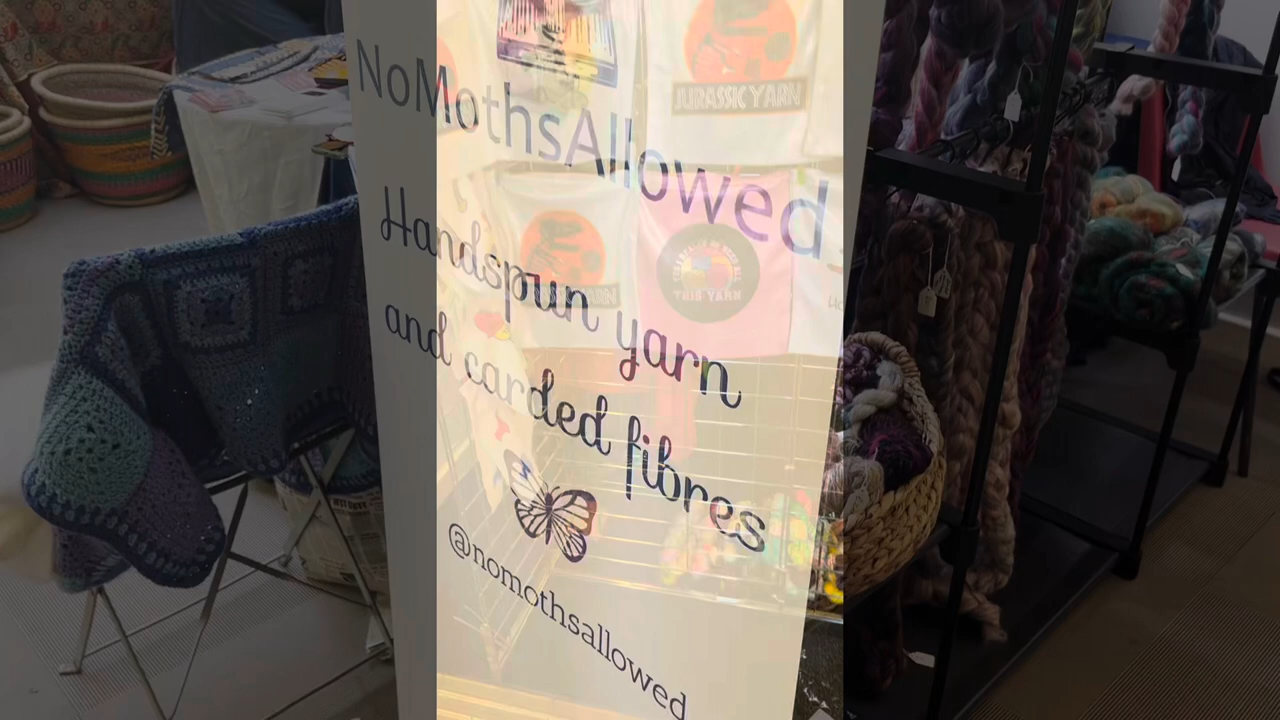 JURASSIC YARN
NoMothsAllowed
THIS YARN
Handspun yarn
and carded fibres
@nomothsallowed